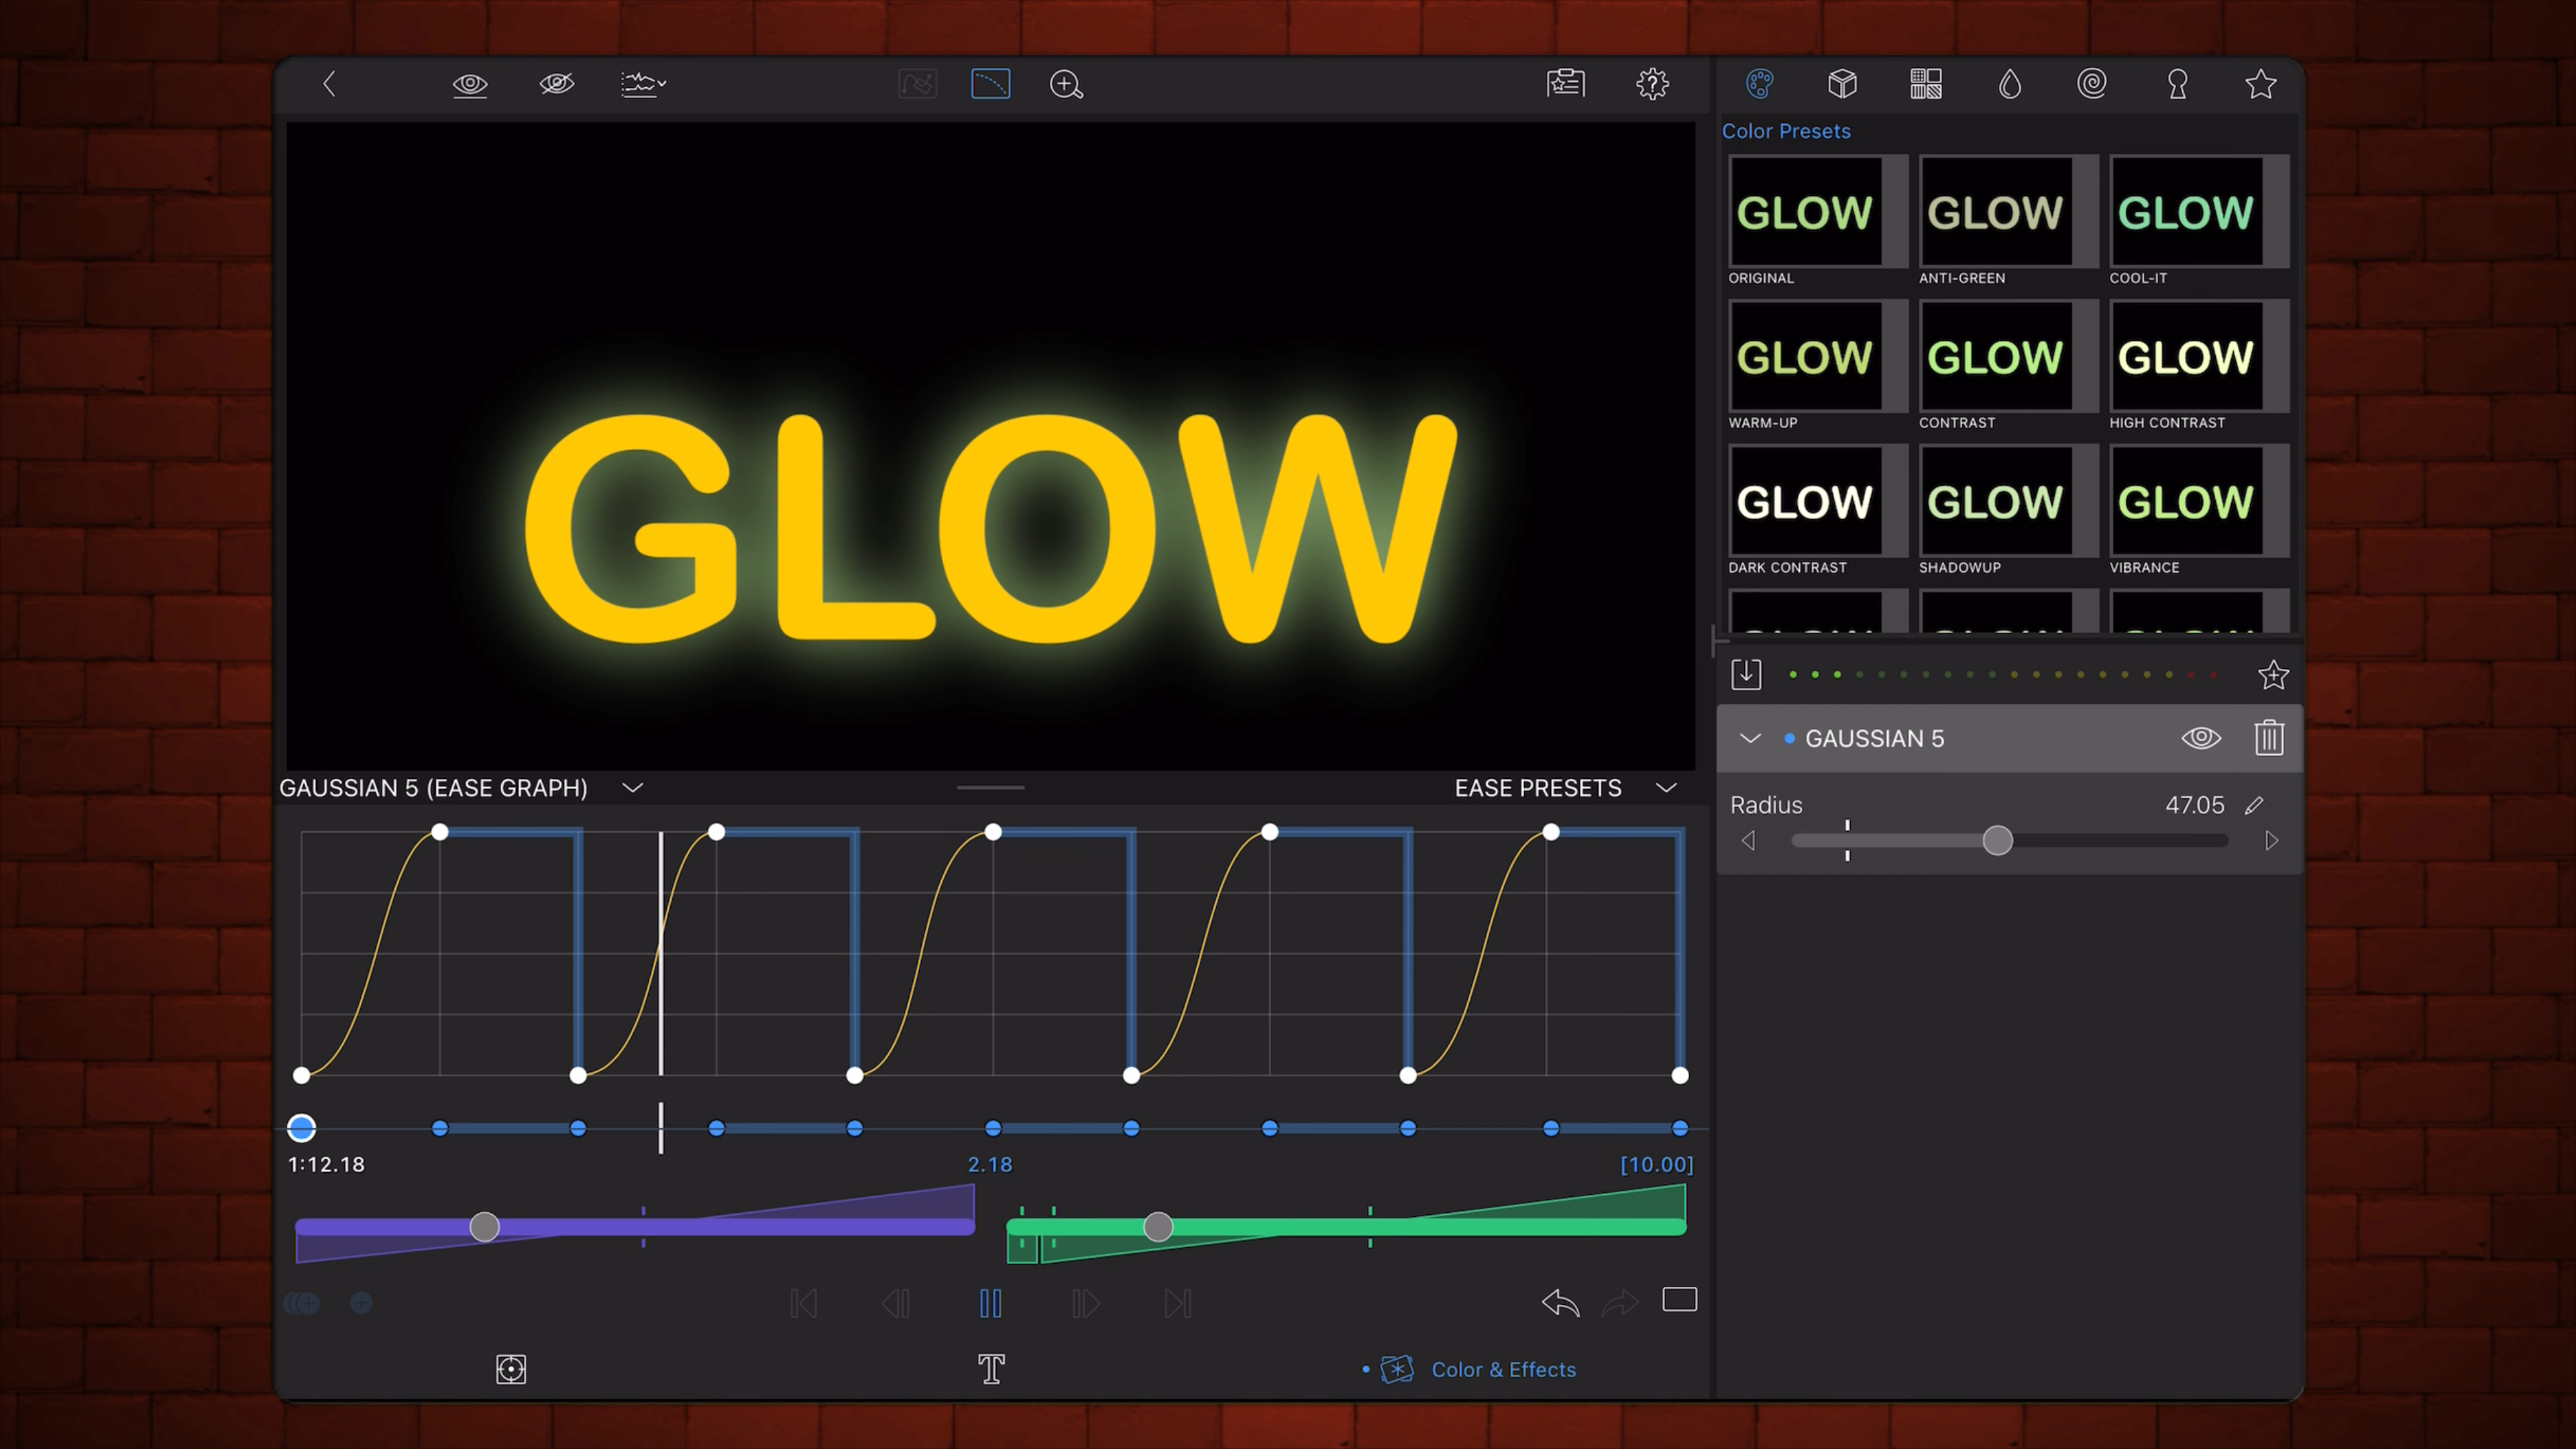 Color Presets
GLOW GLOW GLOW
ORIGINAL ANTI-GREEN COOL-IT
GLOW GLOW GLOW
WARM-UP CONTRAST HIGH CONTRAST
GLOW GLOW GLOW
DARK CONTRAST SHADOWUP VIBRANCE
GLOW
GAUSSIAN 5
Radius 47.05
GAUSSIAN 5 (EASE GRAPH) EASE PRESETS
1:12.18 2.18 [10.00]
T
Color & Effects